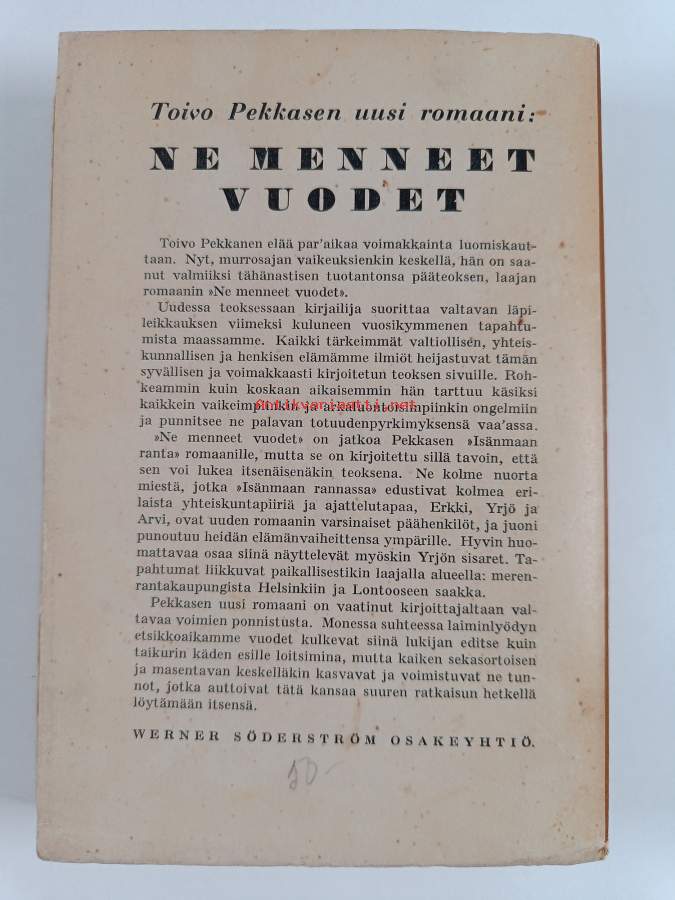 Toivo Pekkasen uusi romaani:
NE MENNEET
VUODET
Toivo Pekkanen elää par'aikaa voimakkainta luomiskaut-
taan. Nyt, murrosajan vaikeuksienkin keskellä, hän on saa-
nut valmiiksi tähänastisen tuotantonsa pääteoksen, laajan
romaanin »Ne menneet vuodet».
Uudessa teoksessaan kirjailija suorittaa valtavan läpi-
leikkauksen viimeksi kuluneen vuosikymmenen tapahtu-
mista maassamme. Kaikki tärkeimmät valtiollisen, yhteis-
kunnallisen ja henkisen elämämme ilmiöt heijastuvat tämän
syvällisen ja voimakkaasti kirjoitetun teoksen sivuille. Roh-
keammin kuin koskaan aikaisemmin hän tarttuu käsiksi
kaikkein vaikeimpiinkin ja arkaluontoisimpiinkin ongelmiin
Antikvariaatti.net
ja punnitsee ne palavan totuudenpyrkimyksensä vaa'assa.
»Ne menneet vuodet» on jatkoa Pekkasen »Isänmaan
ranta» romaanille, mutta se on kirjoitettu sillä tavoin, että
sen voi lukea itsenäisenäkin teoksena. Ne kolme nuorta
miestä, jotka »Isänmaan rannassa» edustivat kolmea eri-
laista yhteiskuntapiiriä ja ajattelutapaa, Erkki, Yrjö ja
Arvi, ovat uuden romaanin varsinaiset päähenkilöt, ja juoni
punoutuu heidän elämänvaiheittensa ympärille. Hyvin huo-
mattavaa osaa siinä näyttelevät myöskin Yrjön sisaret. Ta-
pahtumat liikkuvat paikallisestikin laajalla alueella: meren-
rantakaupungista Helsinkiin ja Lontooseen saakka.
Pekkasen uusi romaani on vaatinut kirjoittajaltaan val-
tavaa voimien ponnistusta. Monessa suhteessa laiminlyödyn
etsikkoaikamme vuodet kulkevat siinä lukijan editse kuin
taikurin käden esille loitsimina, mutta kaiken sekasortoisen
ja masentavan keskelläkin kasvavat ja voimistuvat ne tun-
not, jotka auttoivat tätä kansaa suuren ratkaisun hetkellä
löytämään itsensä.
WERNER SÖDERSTRÖM OSAKEYHTIÖ.
50-